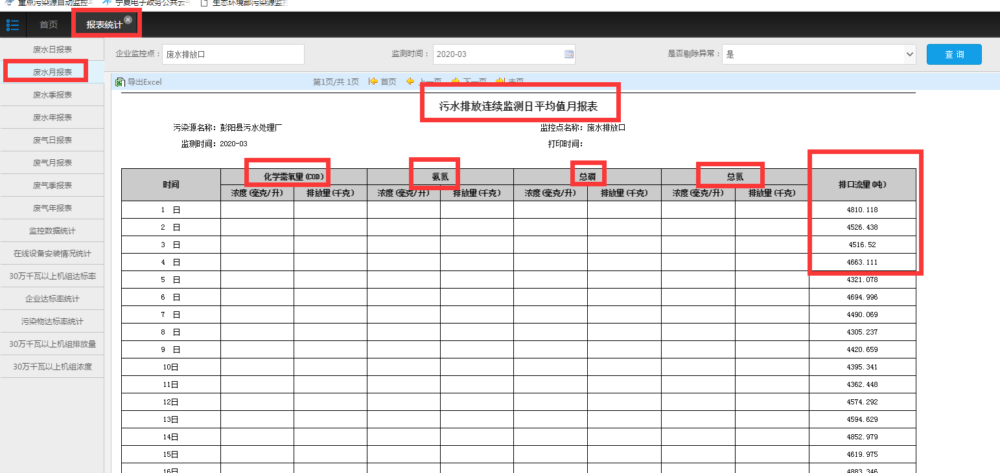 重点污染源自动监控 宁夏电子政务公共云 生态环境部污染源监控
首页 报表统计
废水日报表
废水月报表
废水季报表
废水年报表
废气日报表
废气月报表
废气季报表
废气年报表
监控数据统计
在线设备安装情况统计
30万千瓦以上机组达标率
企业达标率统计
污染物达标率统计
30万千瓦以上机组排放量
30万千瓦以上机组浓度
企业监控点： 废水排放口 监测时间： 2020-03 是否剔除异常： 是 查询
导出Excel 第1页/共 1页 首页 上一页 下一页 末页
污水排放连续监测日平均值月报表
污染源名称：彭阳县污水处理厂 监控点名称：废水排放口
监测时间：2020-03 打印时间：
时间 化学需氧量(COD) 氨氮 总磷 总氮 排口流量(吨)
浓度(毫克/升) 排放量(千克) 浓度(毫克/升) 排放量(千克) 浓度(毫克/升) 排放量(千克) 浓度(毫克/升) 排放量(千克)
1 日 4810.118
2 日 4526.438
3 日 4516.52
4 日 4663.111
5 日 4321.078
6 日 4694.996
7 日 4490.069
8 日 4305.237
9 日 4420.659
10日 4395.341
11日 4362.448
12日 4574.292
13日 4594.629
14日 4852.979
15日 4619.975
16日 4883.346